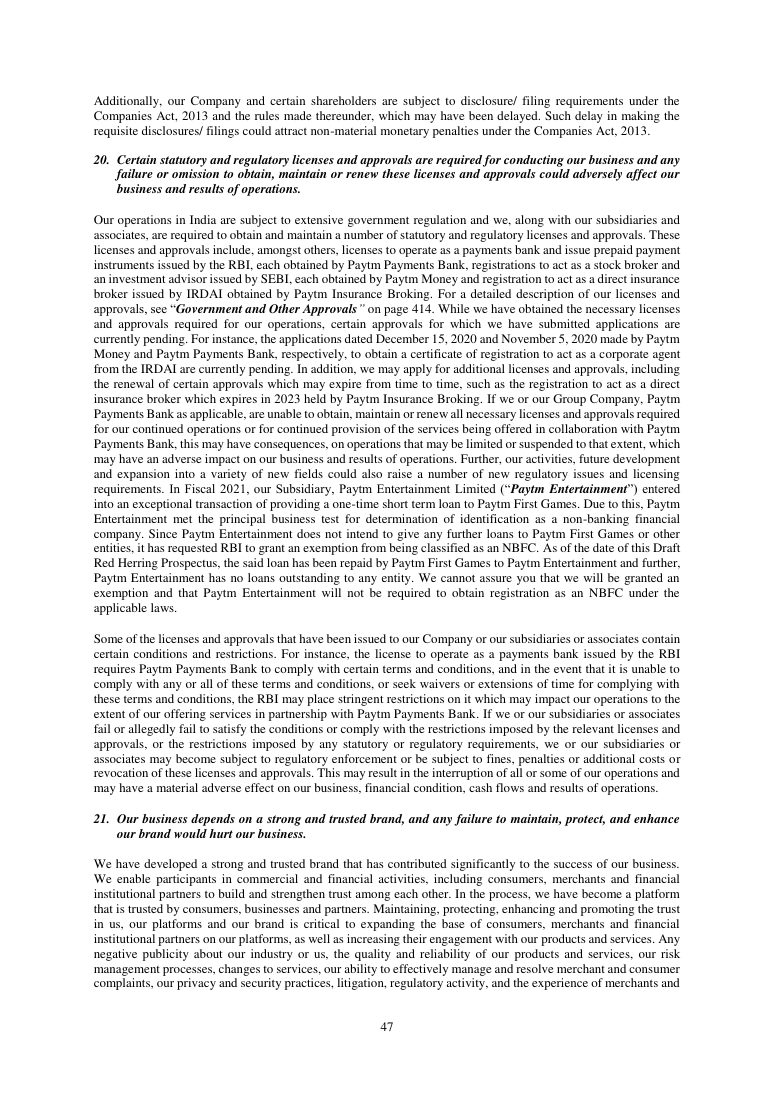 Additionally, our Company and certain shareholders are subject to disclosure/ filing requirements under the
Companies Act, 2013 and the rules made thereunder, which may have been delayed. Such delay in making the
requisite disclosures/ filings could attract non-material monetary penalties under the Companies Act, 2013.
20. Certain statutory and regulatory licenses and approvals are required for conducting our business and any
failure or omission to obtain, maintain or renew these licenses and approvals could adversely affect our
business and results of operations.
Our operations in India are subject to extensive government regulation and we, along with our subsidiaries and
associates, are required to obtain and maintain a number of statutory and regulatory licenses and approvals. These
licenses and approvals include, amongst others, licenses to operate as a payments bank and issue prepaid payment
instruments issued by the RBI, each obtained by Paytm Payments Bank, registrations to act as a stock broker and
an investment advisor issued by SEBI, each obtained by Paytm Money and registration to act as a direct insurance
broker issued by IRDAI obtained by Paytm Insurance Broking. For a detailed description of our licenses and
approvals, see “Government and Other Approvals” on page 414. While we have obtained the necessary licenses
and approvals required for our operations, certain approvals for which we have submitted applications are
currently pending. For instance, the applications dated December 15, 2020 and November 5, 2020 made by Paytm
Money and Paytm Payments Bank, respectively, to obtain a certificate of registration to act as a corporate agent
from the IRDAI are currently pending. In addition, we may apply for additional licenses and approvals, including
the renewal of certain approvals which may expire from time to time, such as the registration to act as a direct
insurance broker which expires in 2023 held by Paytm Insurance Broking. If we or our Group Company, Paytm
Payments Bank as applicable, are unable to obtain, maintain or renew all necessary licenses and approvals required
for our continued operations or for continued provision of the services being offered in collaboration with Paytm
Payments Bank, this may have consequences, on operations that may be limited or suspended to that extent, which
may have an adverse impact on our business and results of operations. Further, our activities, future development
and expansion into a variety of new fields could also raise a number of new regulatory issues and licensing
requirements. In Fiscal 2021, our Subsidiary, Paytm Entertainment Limited (“Paytm Entertainment”) entered
into an exceptional transaction of providing a one-time short term loan to Paytm First Games. Due to this, Paytm
Entertainment met the principal business test for determination of identification as a non-banking financial
company. Since Paytm Entertainment does not intend to give any further loans to Paytm First Games or other
entities, it has requested RBI to grant an exemption from being classified as an NBFC. As of the date of this Draft
Red Herring Prospectus, the said loan has been repaid by Paytm First Games to Paytm Entertainment and further,
Paytm Entertainment has no loans outstanding to any entity. We cannot assure you that we will be granted an
exemption and that Paytm Entertainment will not be required to obtain registration as an NBFC under the
applicable laws.
Some of the licenses and approvals that have been issued to our Company or our subsidiaries or associates contain
certain conditions and restrictions. For instance, the license to operate as a payments bank issued by the RBI
requires Paytm Payments Bank to comply with certain terms and conditions, and in the event that it is unable to
comply with any or all of these terms and conditions, or seek waivers or extensions of time for complying with
these terms and conditions, the RBI may place stringent restrictions on it which may impact our operations to the
extent of our offering services in partnership with Paytm Payments Bank. If we or our subsidiaries or associates
fail or allegedly fail to satisfy the conditions or comply with the restrictions imposed by the relevant licenses and
approvals, or the restrictions imposed by any statutory or regulatory requirements, we or our subsidiaries or
associates may become subject to regulatory enforcement or be subject to fines, penalties or additional costs or
revocation of these licenses and approvals. This may result in the interruption of all or some of our operations and
may have a material adverse effect on our business, financial condition, cash flows and results of operations.
21. Our business depends on a strong and trusted brand, and any failure to maintain, protect, and enhance
our brand would hurt our business.
We have developed a strong and trusted brand that has contributed significantly to the success of our business.
We enable participants in commercial and financial activities, including consumers, merchants and financial
institutional partners to build and strengthen trust among each other. In the process, we have become a platform
that is trusted by consumers, businesses and partners. Maintaining, protecting, enhancing and promoting the trust
in us, our platforms and our brand is critical to expanding the base of consumers, merchants and financial
institutional partners on our platforms, as well as increasing their engagement with our products and services. Any
negative publicity about our industry or us, the quality and reliability of our products and services, our risk
management processes, changes to services, our ability to effectively manage and resolve merchant and consumer
complaints, our privacy and security practices, litigation, regulatory activity, and the experience of merchants and
47